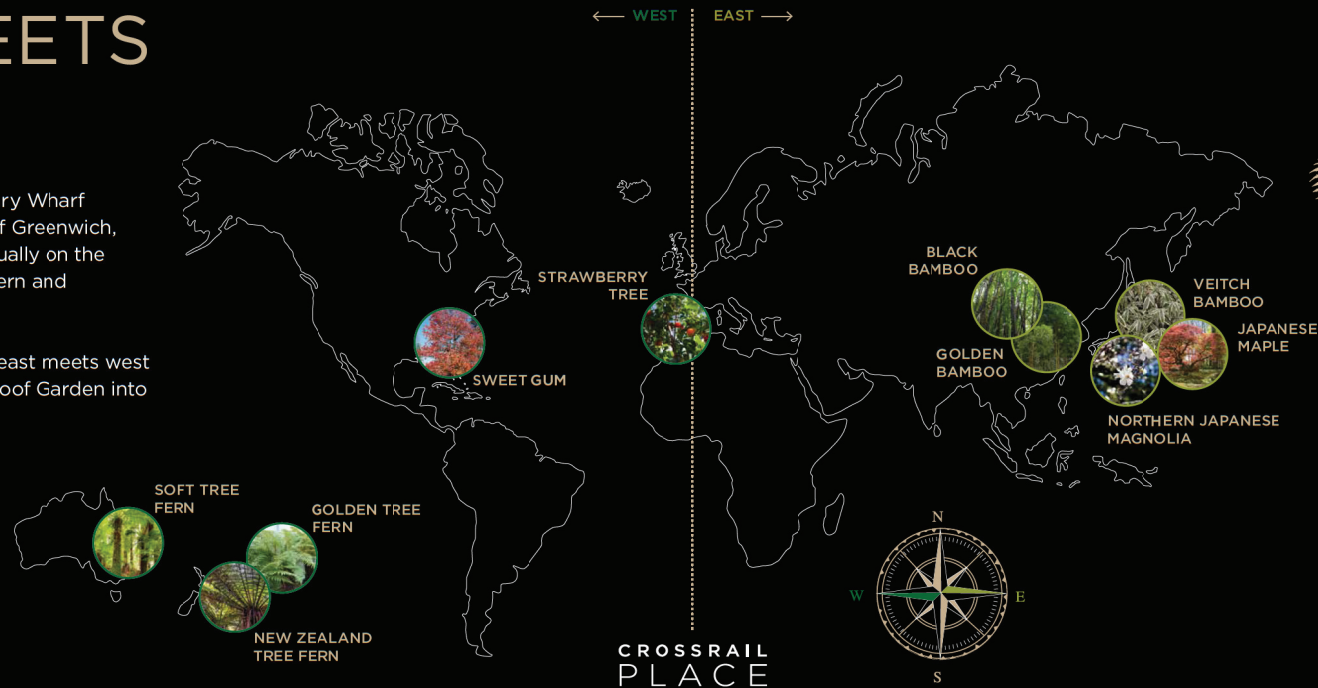 EETS
← WEST EAST →
ry Wharf
f Greenwich,
ually on the
ern and
east meets west
oof Garden into
STRAWBERRY
TREE
SWEET GUM
BLACK
BAMBOO
GOLDEN
BAMBOO
VEITCH
BAMBOO
JAPANESE
MAPLE
NORTHERN JAPANESE
MAGNOLIA
SOFT TREE
FERN
GOLDEN TREE
FERN
NEW ZEALAND
TREE FERN
N
W E
S
CROSSRAIL
PLACE